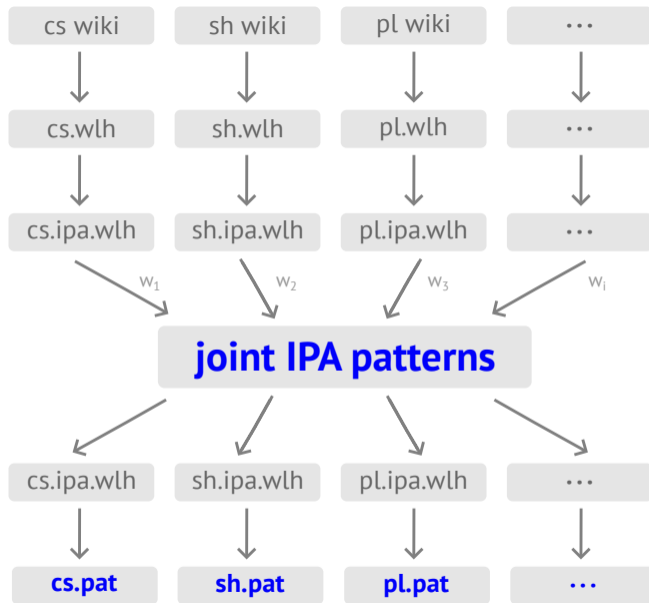 cs wiki sh wiki pl wiki ...
cs.wlh sh.wlh pl.wlh ...
cs.ipa.wlh sh.ipa.wlh pl.ipa.wlh ...
w₁ w₂ w₃ wᵢ
joint IPA patterns
cs.ipa.wlh sh.ipa.wlh pl.ipa.wlh ...
cs.pat sh.pat pl.pat ...